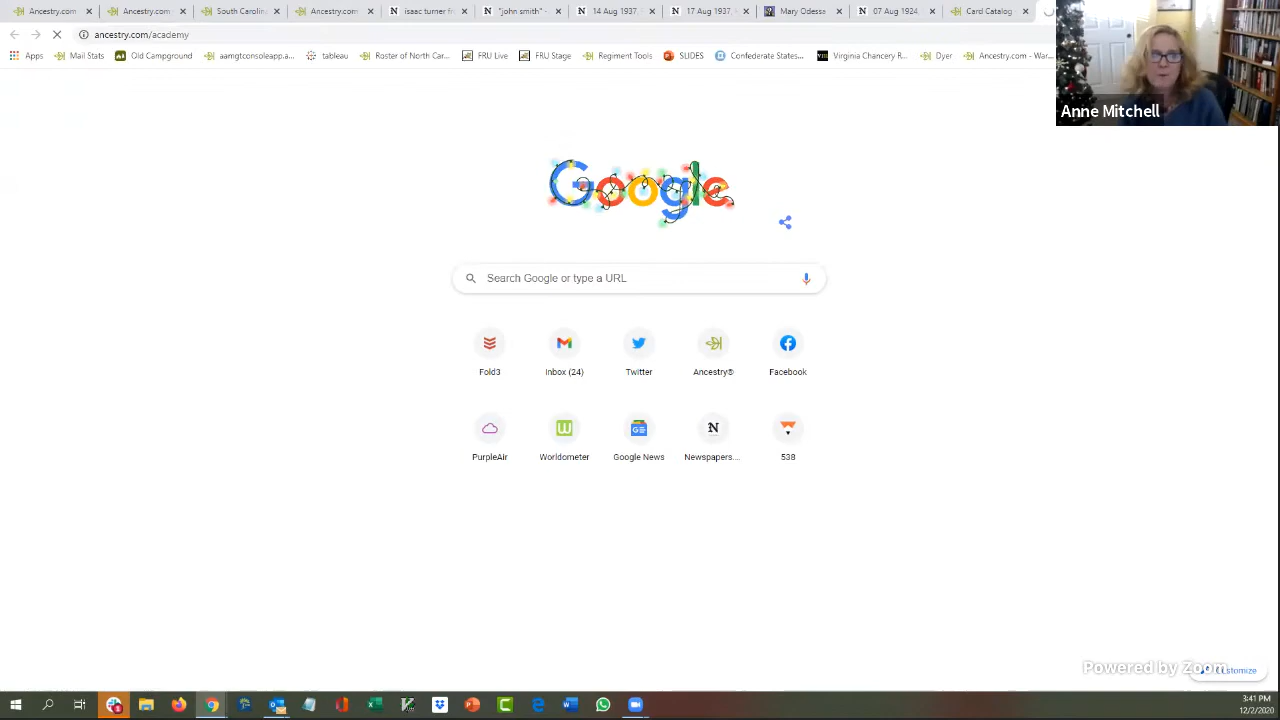 Ancestry.com
Ancestry.com
South Carolin
Ancestry.com
isaac turner fr
"john smith" -
14 Aug 1937
17 Aug 1937
Mary Odessa
07 Aug 1924
Card Catalog
ancestry.com/academy
Apps
Mail Stats
Old Campground
aamgtconsoleapp.a...
tableau
Roster of North Car...
FRU Live
FRU Stage
Regiment Tools
SLIDES
Confederate States...
Virginia Chancery R...
Dyer
Ancestry.com - War...
Anne Mitchell
Google
Search Google or type a URL
Fold3
Inbox (24)
Twitter
Ancestry®
Facebook
PurpleAir
Worldometer
Google News
Newspapers....
538
Powered by Zoom
Customize
3:41 PM
12/2/2020